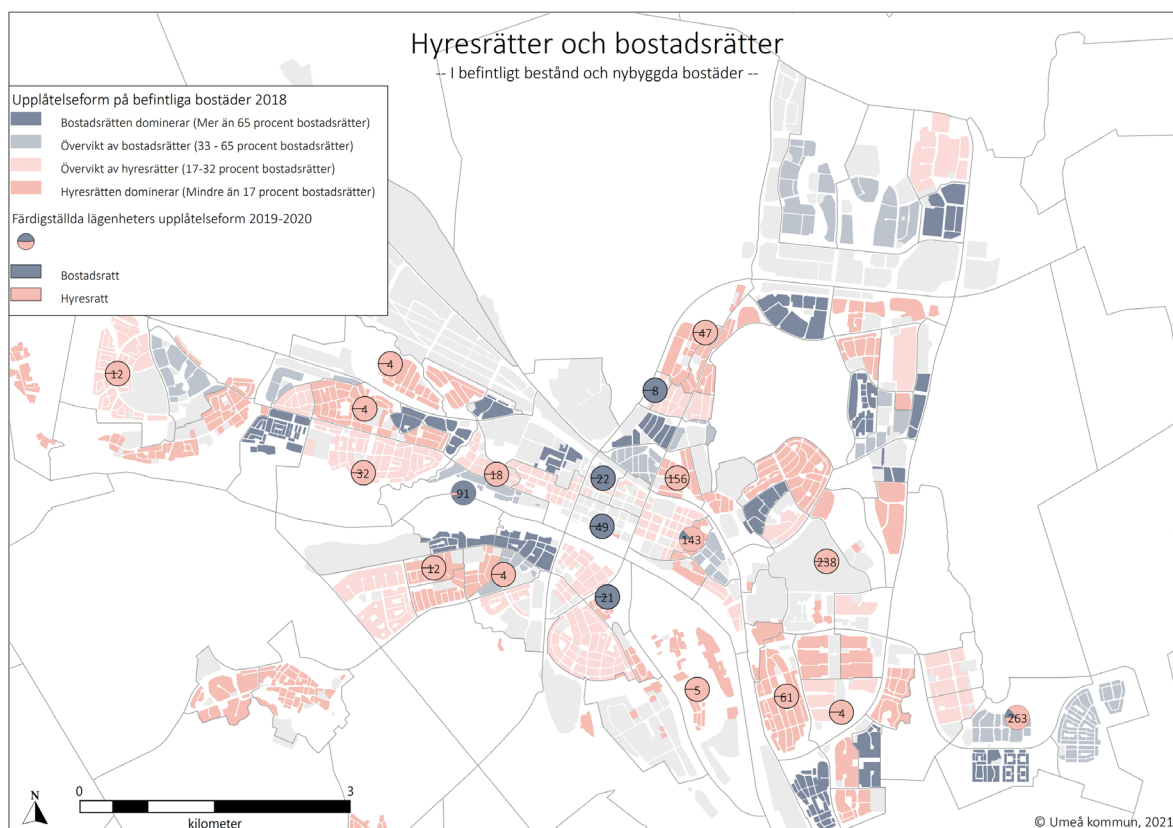 Hyresrätter och bostadsrätter
-- I befintligt bestånd och nybyggda bostäder --
Upplåtelseform på befintliga bostäder 2018
Bostadsrätten dominerar (Mer än 65 procent bostadsrätter)
Övervikt av bostadsrätter (33 - 65 procent bostadsrätter)
Övervikt av hyresrätter (17-32 procent bostadsrätter)
Hyresrätten dominerar (Mindre än 17 procent bostadsrätter)
Färdigställda lägenheters upplåtelseform 2019-2020
Bostadsratt
Hyresratt
47
4
12
8
4
32
18
22
156
91
49
143
238
12
4
21
5
61
4
263
N
0
3
kilometer
© Umeå kommun, 2021